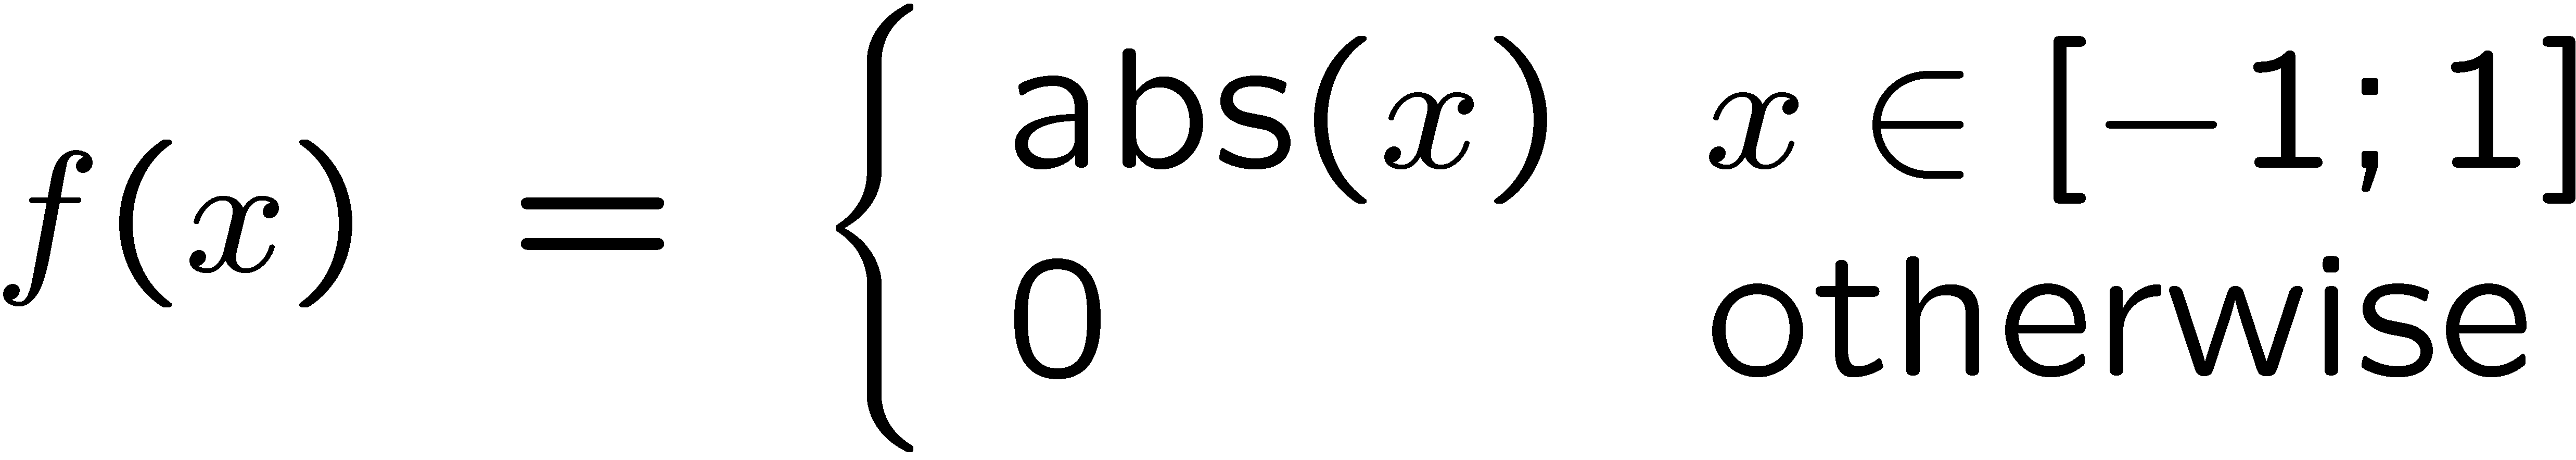 f(x) = { abs(x) x ∈ [−1; 1]
0 otherwise